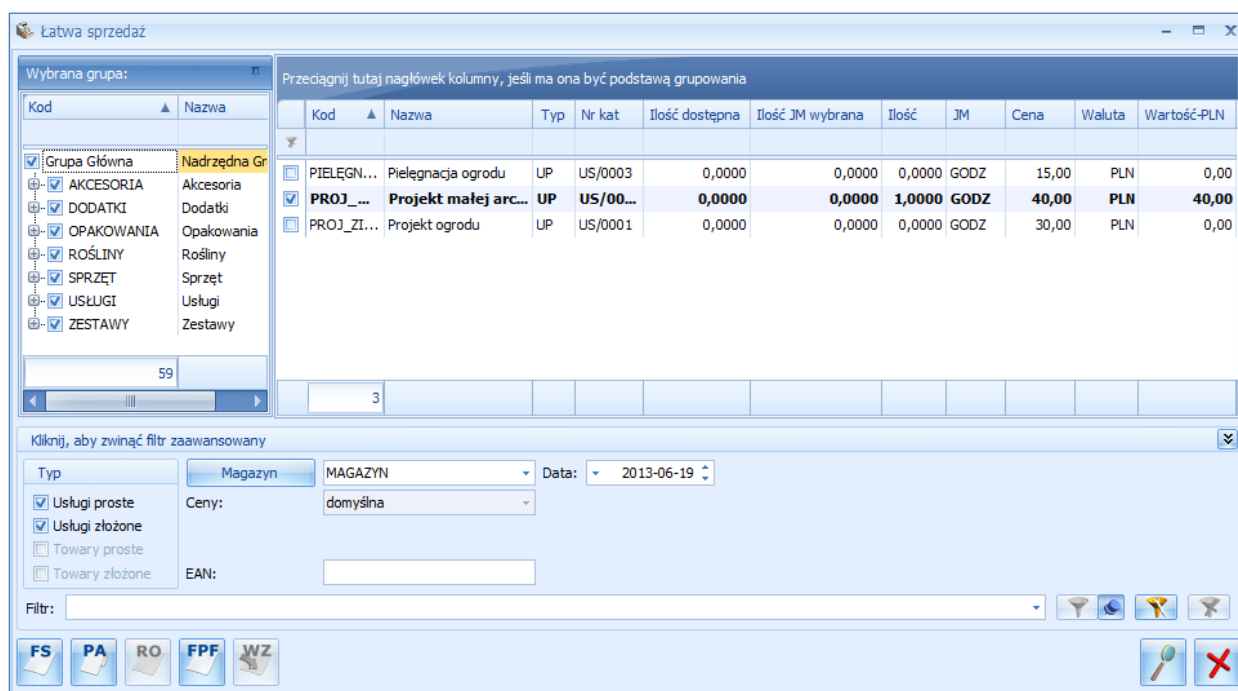 Łatwa sprzedaż
Wybrana grupa:
Przeciągnij tutaj nagłówek kolumny, jeśli ma ona być podstawą grupowania
Kod Nazwa
Kod Nazwa Typ Nr kat Ilość dostępna Ilość JM wybrana Ilość JM Cena Waluta Wartość-PLN
Grupa Główna Nadrzędna Gr
AKCESORIA Akcesoria
DODATKI Dodatki
OPAKOWANIA Opakowania
ROŚLINY Rośliny
SPRZĘT Sprzęt
USŁUGI Usługi
ZESTAWY Zestawy
59
PIELĘGN... Pielęgnacja ogrodu UP US/0003 0,0000 0,0000 0,0000 GODZ 15,00 PLN 0,00
PROJ_... Projekt małej arc... UP US/00... 0,0000 0,0000 1,0000 GODZ 40,00 PLN 40,00
PROJ_ZI... Projekt ogrodu UP US/0001 0,0000 0,0000 0,0000 GODZ 30,00 PLN 0,00
3
Kliknij, aby zwinąć filtr zaawansowany
Typ
Usługi proste
Usługi złożone
Towary proste
Towary złożone
Magazyn MAGAZYN Data: 2013-06-19
Ceny: domyślna
EAN:
Filtr:
FS PA RO FPF WZ